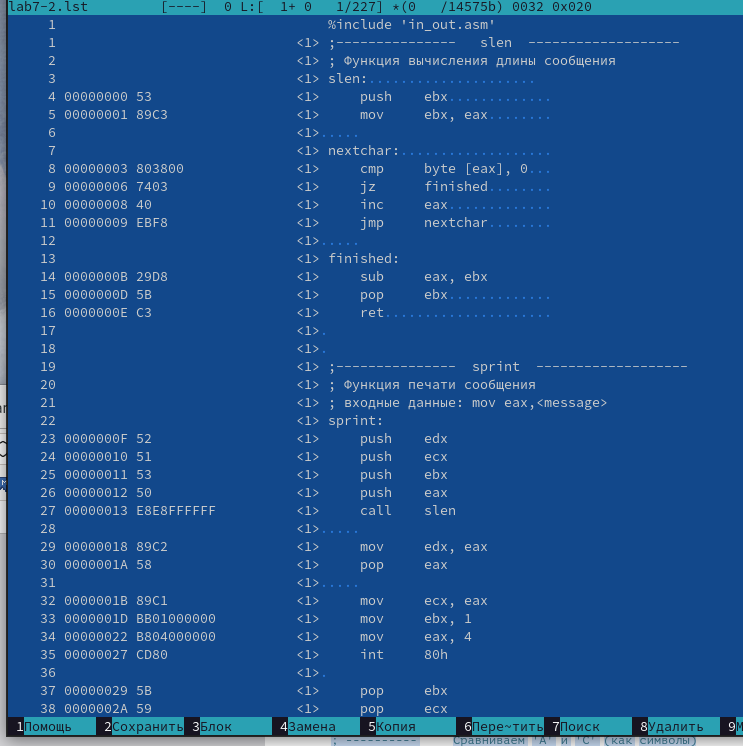 lab7-2.lst [----] 0 L:[ 1+ 0 1/227] *(0 /14575b) 0032 0x020
1 %include 'in_out.asm'
1 <1> ;--------------- slen -------------------
2 <1> ; Функция вычисления длины сообщения
3 <1> slen:.....................
4 00000000 53 <1> push ebx.............
5 00000001 89C3 <1> mov ebx, eax........
6 <1>.....
7 <1> nextchar:...................
8 00000003 803800 <1> cmp byte [eax], 0...
9 00000006 7403 <1> jz finished........
10 00000008 40 <1> inc eax.............
11 00000009 EBF8 <1> jmp nextchar........
12 <1>.....
13 <1> finished:
14 0000000B 29D8 <1> sub eax, ebx
15 0000000D 5B <1> pop ebx.............
16 0000000E C3 <1> ret.....................
17 <1>.
18 <1>.
19 <1> ;--------------- sprint -------------------
20 <1> ; Функция печати сообщения
21 <1> ; входные данные: mov eax,<message>
22 <1> sprint:
23 0000000F 52 <1> push edx
24 00000010 51 <1> push ecx
25 00000011 53 <1> push ebx
26 00000012 50 <1> push eax
27 00000013 E8E8FFFFFF <1> call slen
28 <1>.....
29 00000018 89C2 <1> mov edx, eax
30 0000001A 58 <1> pop eax
31 <1>.....
32 0000001B 89C1 <1> mov ecx, eax
33 0000001D BB01000000 <1> mov ebx, 1
34 00000022 B804000000 <1> mov eax, 4
35 00000027 CD80 <1> int 80h
36 <1>.
37 00000029 5B <1> pop ebx
38 0000002A 59 <1> pop ecx
1Помощь 2Сохранить 3Блок 4Замена 5Копия 6Пере~тить 7Поиск 8Удалить 9
; ---------- Сравниваем 'A' и 'C' (как символы)